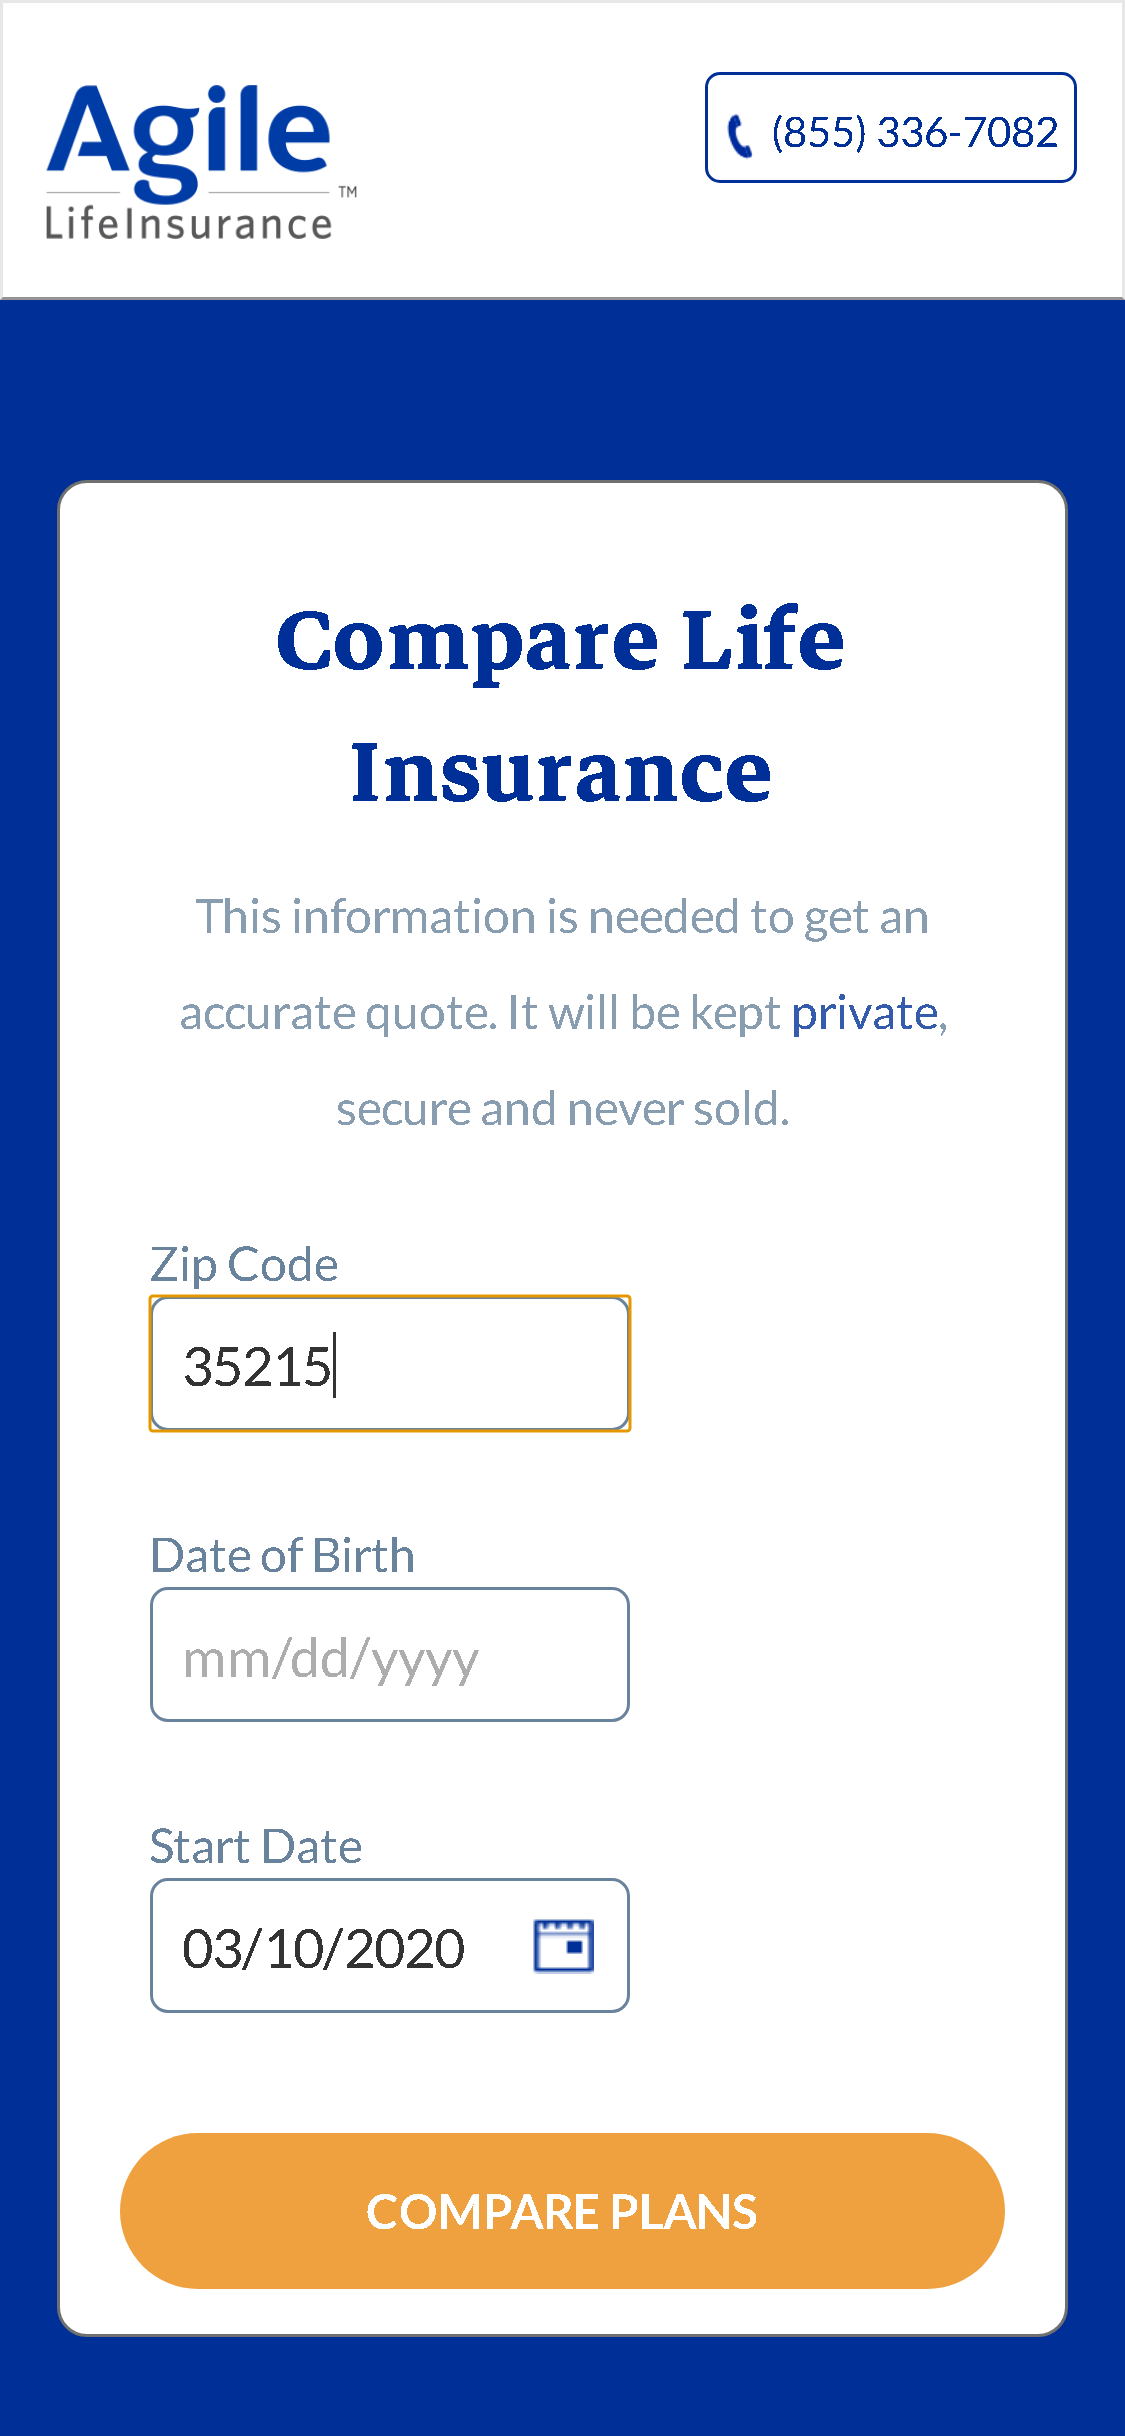 Agile
LifeInsurance™
(855) 336-7082
Compare Life
Insurance
This information is needed to get an
accurate quote. It will be kept private,
secure and never sold.
Zip Code
35215
Date of Birth
mm/dd/yyyy
Start Date
03/10/2020
COMPARE PLANS